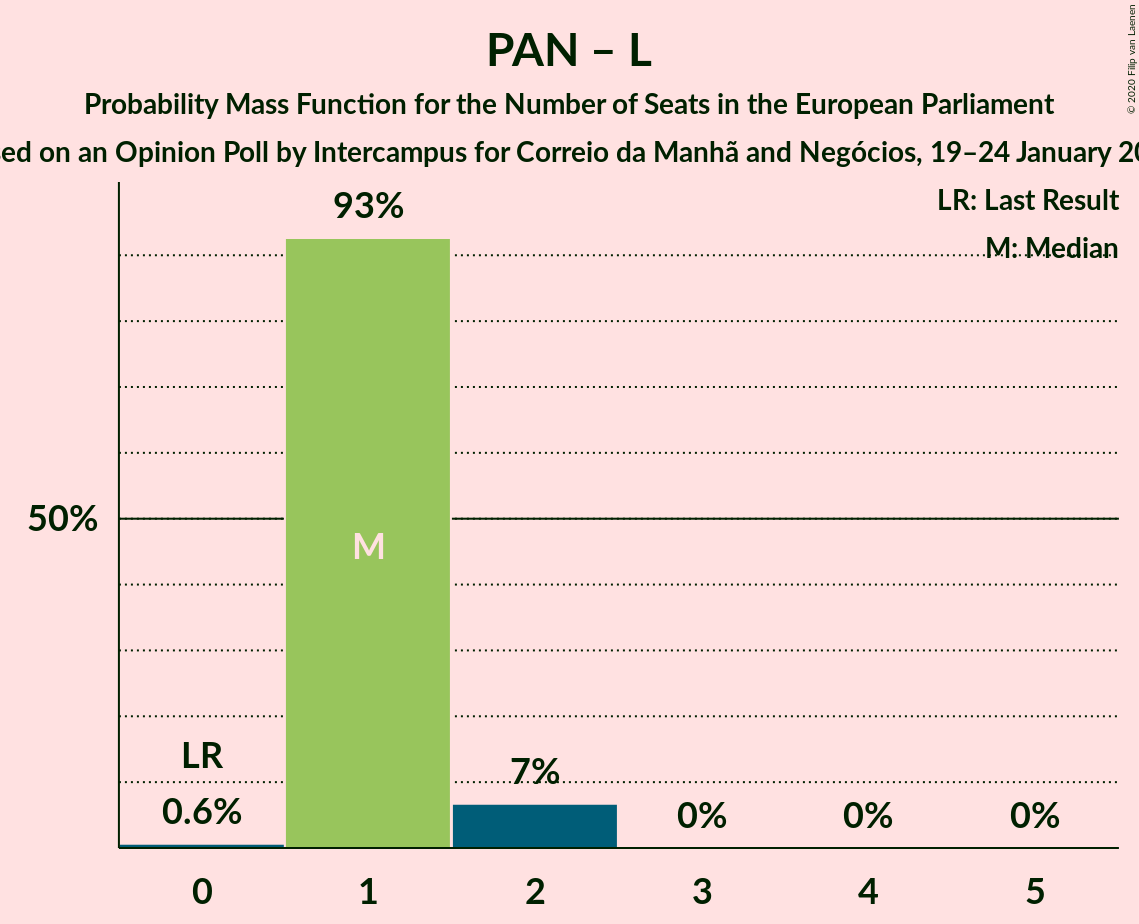 PAN – L
Probability Mass Function for the Number of Seats in the European Parliament
ed on an Opinion Poll by Intercampus for Correio da Manhã and Negócios, 19–24 January 20
© 2020 Filip van Laenen
LR: Last Result
M: Median
93%
50%
M
LR
0.6%
7%
0%
0%
0%
0
1
2
3
4
5